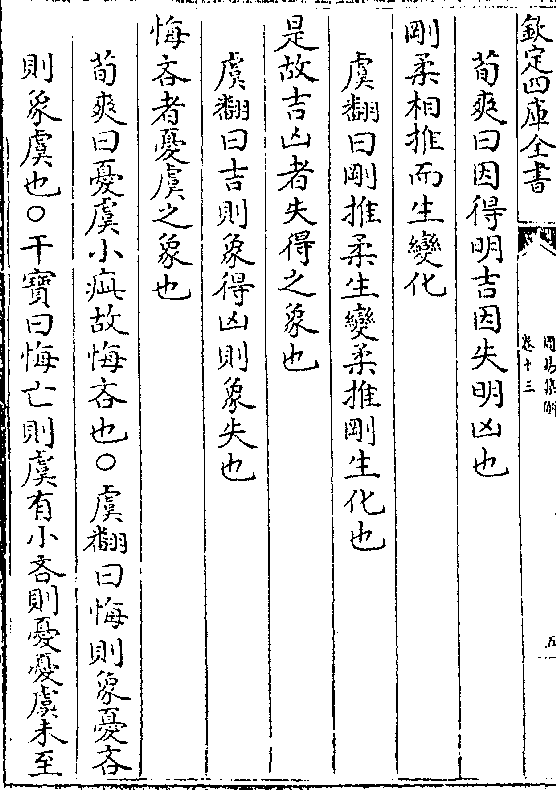 欽定四庫全書
周易集解
卷十三
五
荀爽曰因得明吉因失明凶也
剛柔相推而生變化
虞翻曰剛推柔生變柔推剛生化也
是故吉凶者失得之象也
虞翻曰吉則象得凶則象失也
悔吝者憂虞之象也
荀爽曰憂虞小疵故悔吝也○虞翻曰悔則象憂吝
則象虞也○干寶曰悔亡則虞有小吝則憂憂虞未至